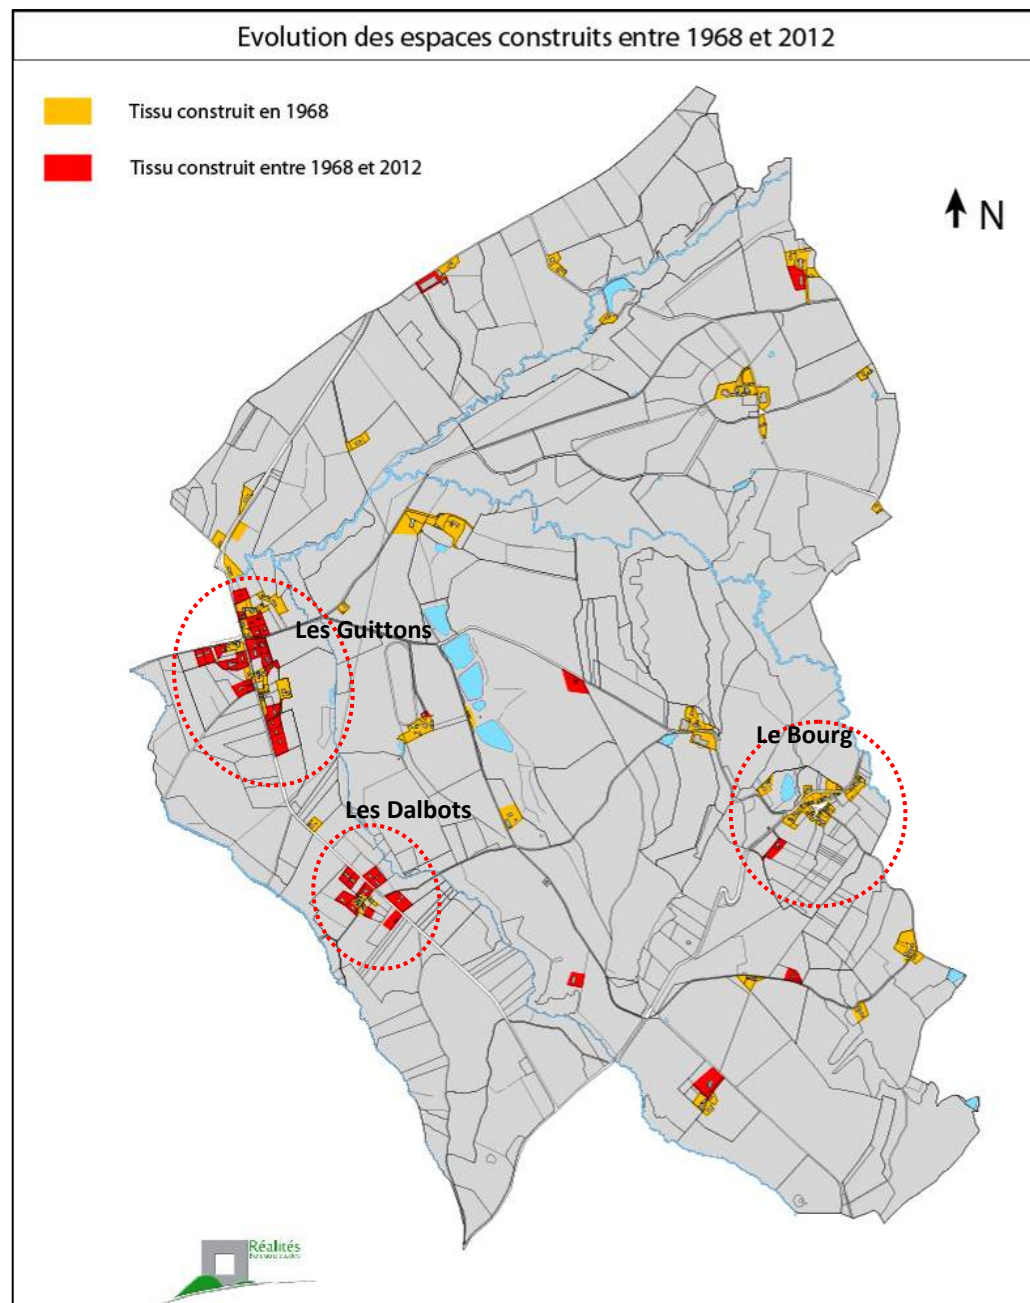 Evolution des espaces construits entre 1968 et 2012
Tissu construit en 1968
Tissu construit entre 1968 et 2012
N
Les Guittons
Le Bourg
Les Dalbots
Réalités